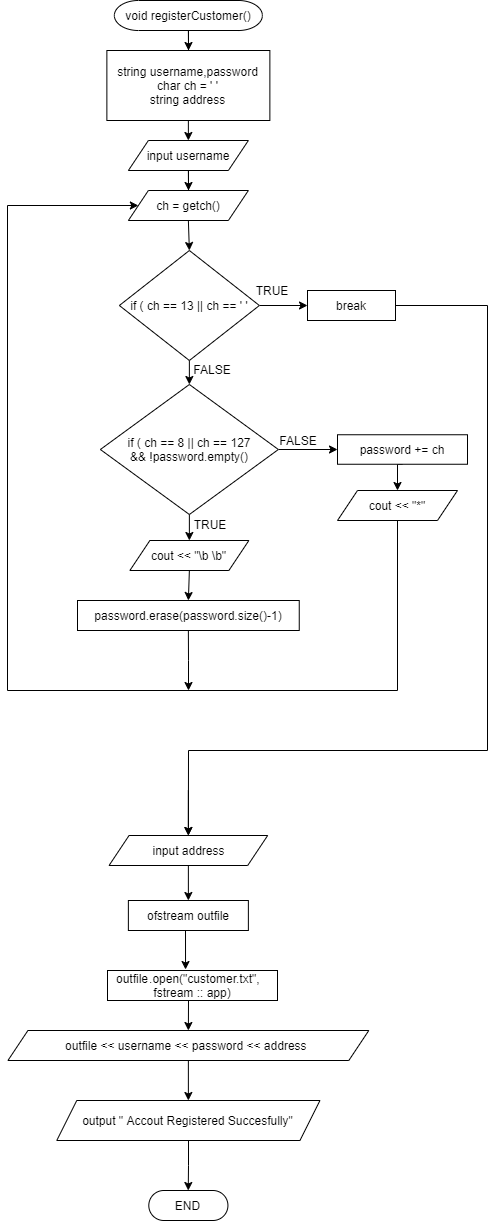 void registerCustomer()
string username,password
char ch = ' '
string address
input username
ch = getch()
if ( ch == 13 || ch == ' '
TRUE
break
FALSE
if ( ch == 8 || ch == 127
&& !password.empty()
FALSE
password += ch
cout << "*"
TRUE
cout << "\b \b"
password.erase(password.size()-1)
input address
ofstream outfile
outfile.open("customer.txt",
fstream :: app)
outfile << username << password << address
output " Accout Registered Succesfully"
END